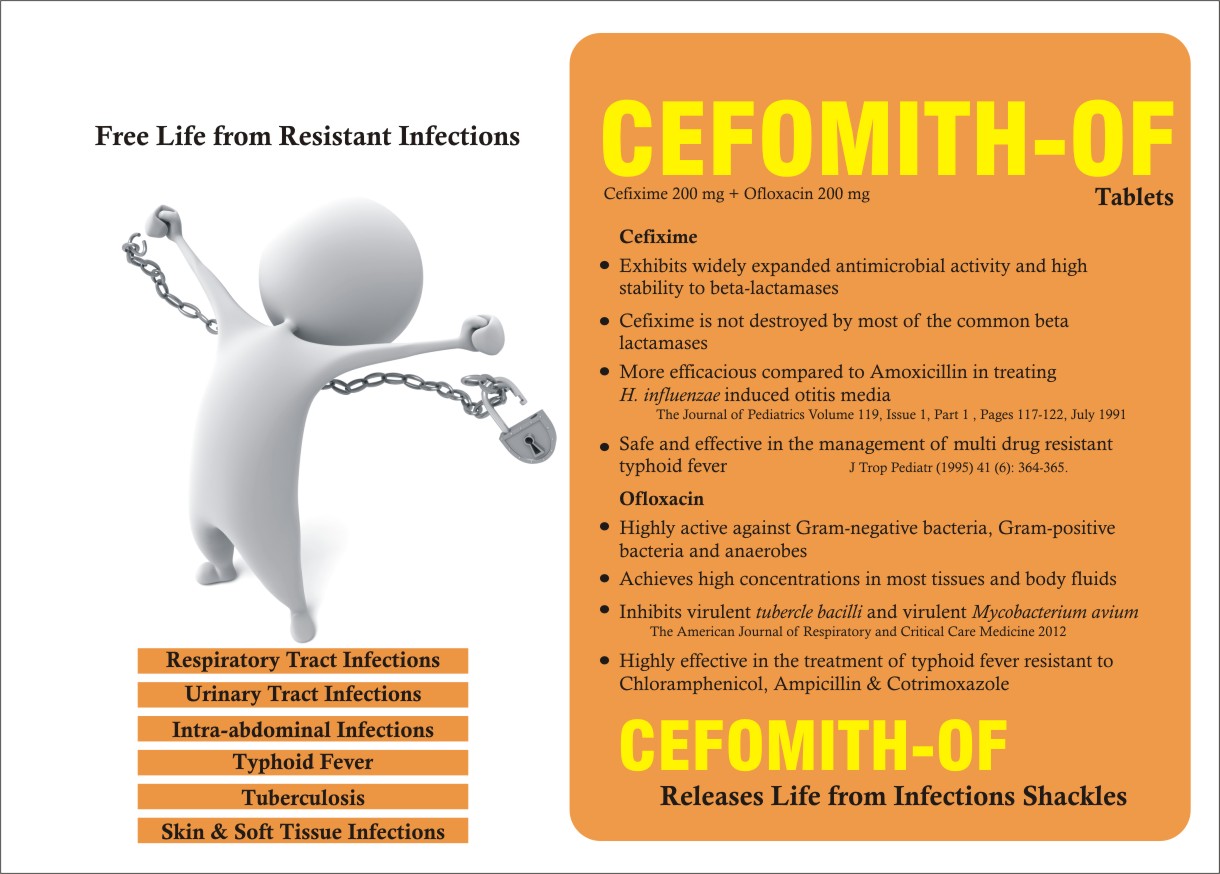 Free Life from Resistant Infections
Respiratory Tract Infections
Urinary Tract Infections
Intra-abdominal Infections
Typhoid Fever
Tuberculosis
Skin & Soft Tissue Infections
CEFOMITH-OF
Cefixime 200 mg + Ofloxacin 200 mg
Tablets
Cefixime
• Exhibits widely expanded antimicrobial activity and high
stability to beta-lactamases
• Cefixime is not destroyed by most of the common beta
lactamases
• More efficacious compared to Amoxicillin in treating
H. influenzae induced otitis media
The Journal of Pediatrics Volume 119, Issue 1, Part 1 , Pages 117-122, July 1991
• Safe and effective in the management of multi drug resistant
typhoid fever J Trop Pediatr (1995) 41 (6): 364-365.
Ofloxacin
• Highly active against Gram-negative bacteria, Gram-positive
bacteria and anaerobes
• Achieves high concentrations in most tissues and body fluids
• Inhibits virulent tubercle bacilli and virulent Mycobacterium avium
The American Journal of Respiratory and Critical Care Medicine 2012
• Highly effective in the treatment of typhoid fever resistant to
Chloramphenicol, Ampicillin & Cotrimoxazole
CEFOMITH-OF
Releases Life from Infections Shackles